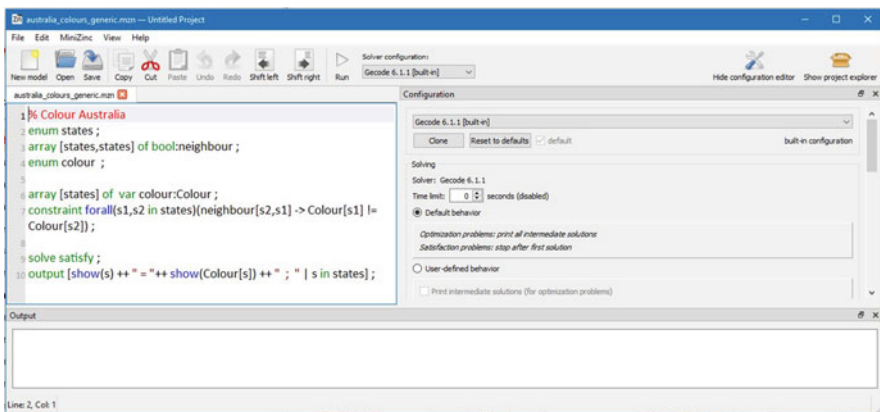 australia_colours_generic.mzn — Untitled Project
File Edit MiniZinc View Help
New model Open Save Copy Cut Paste Undo Redo Shift left Shift right Run
Solver configuration:
Gecode 6.1.1 [built-in]
Hide configuration editor Show project explorer
australia_colours_generic.mzn
1 % Colour Australia
2 enum states ;
3 array [states,states] of bool:neighbour ;
4 enum colour ;
5
6 array [states] of var colour:Colour ;
7 constraint forall(s1,s2 in states)(neighbour[s2,s1] -> Colour[s1] !=
Colour[s2]) ;
8
9 solve satisfy ;
10 output [show(s) ++ " = "++ show(Colour[s]) ++ " ; " | s in states] ;
Configuration
Gecode 6.1.1 [built-in]
Clone Reset to defaults default built-in configuration
Solving
Solver: Gecode 6.1.1
Time limit: 0 seconds (disabled)
Default behavior
Optimization problems: print all intermediate solutions
Satisfaction problems: stop after first solution
User-defined behavior
Print intermediate solutions (for optimization problems)
Output
Line: 2, Col: 1